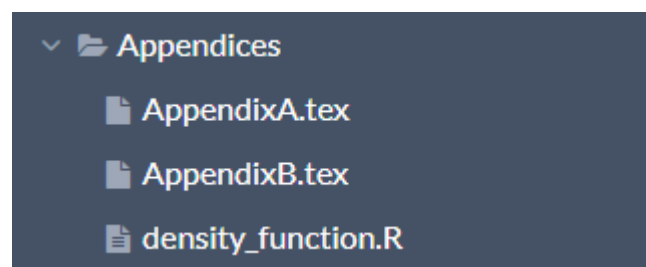 Appendices
AppendixA.tex
AppendixB.tex
density_function.R